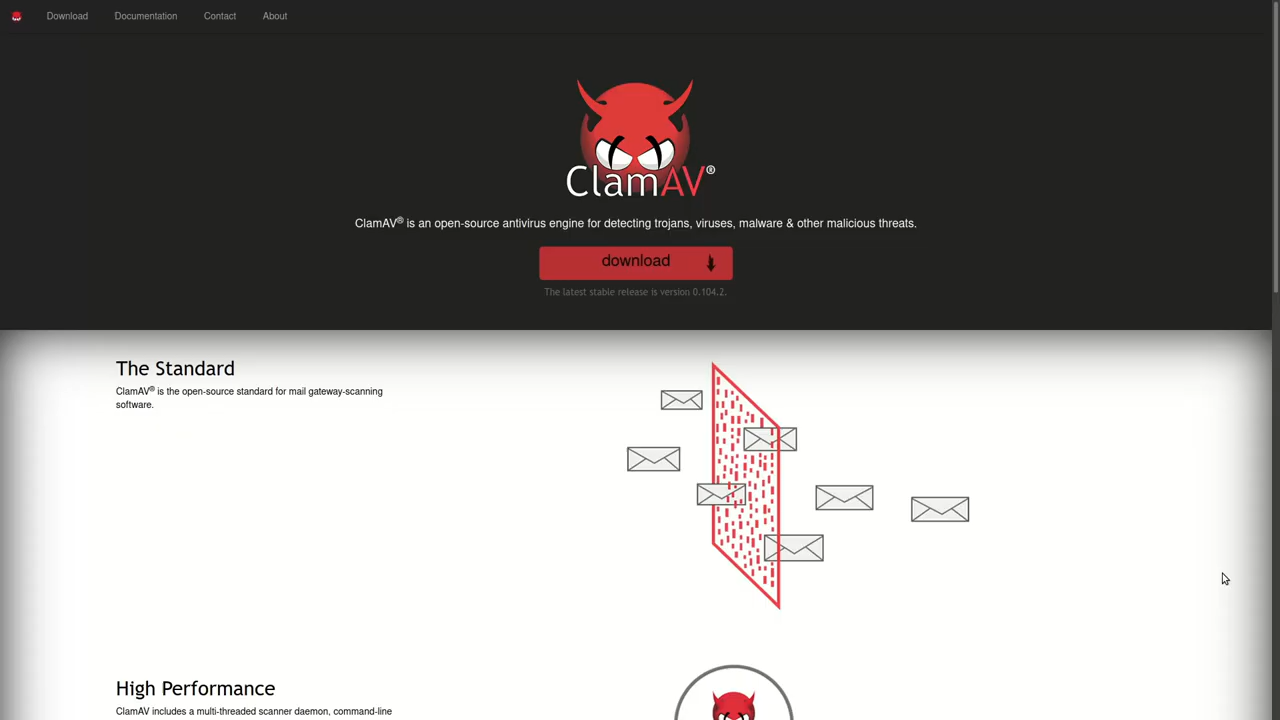 Download Documentation Contact About
ClamAV®
ClamAV® is an open-source antivirus engine for detecting trojans, viruses, malware & other malicious threats.
download
The latest stable release is version 0.104.2.
The Standard
ClamAV® is the open-source standard for mail gateway-scanning
software.
High Performance
ClamAV includes a multi-threaded scanner daemon, command-line